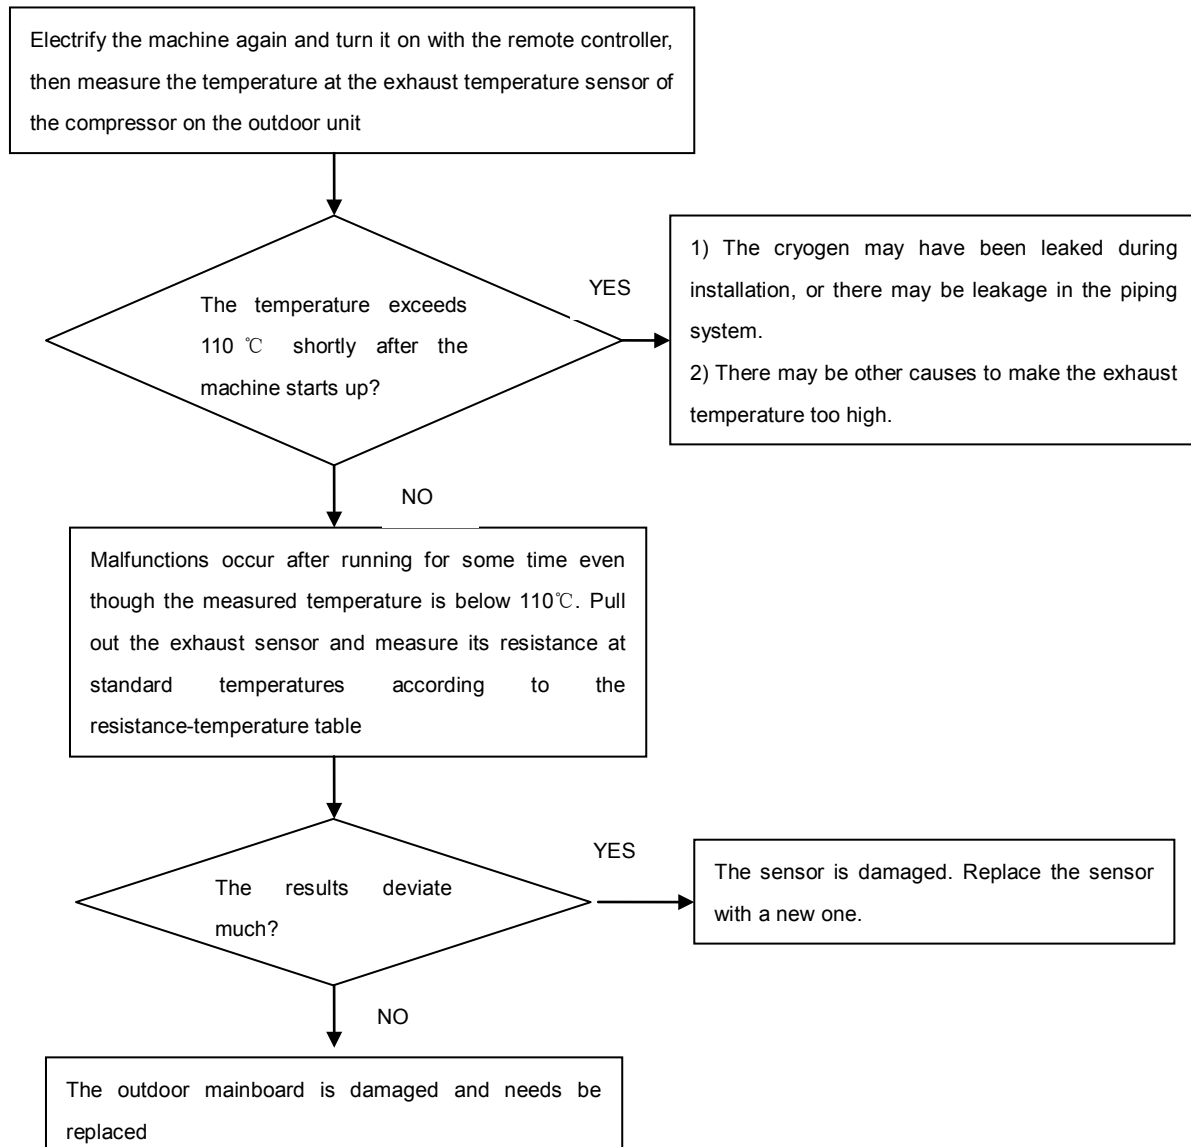 Electrify the machine again and turn it on with the remote controller,
then measure the temperature at the exhaust temperature sensor of
the compressor on the outdoor unit
The temperature exceeds
110 ℃ shortly after the
machine starts up?
YES
1) The cryogen may have been leaked during
installation, or there may be leakage in the piping
system.
2) There may be other causes to make the exhaust
temperature too high.
NO
Malfunctions occur after running for some time even
though the measured temperature is below 110℃. Pull
out the exhaust sensor and measure its resistance at
standard temperatures according to the
resistance-temperature table
The results deviate
much?
YES
The sensor is damaged. Replace the sensor
with a new one.
NO
The outdoor mainboard is damaged and needs be
replaced